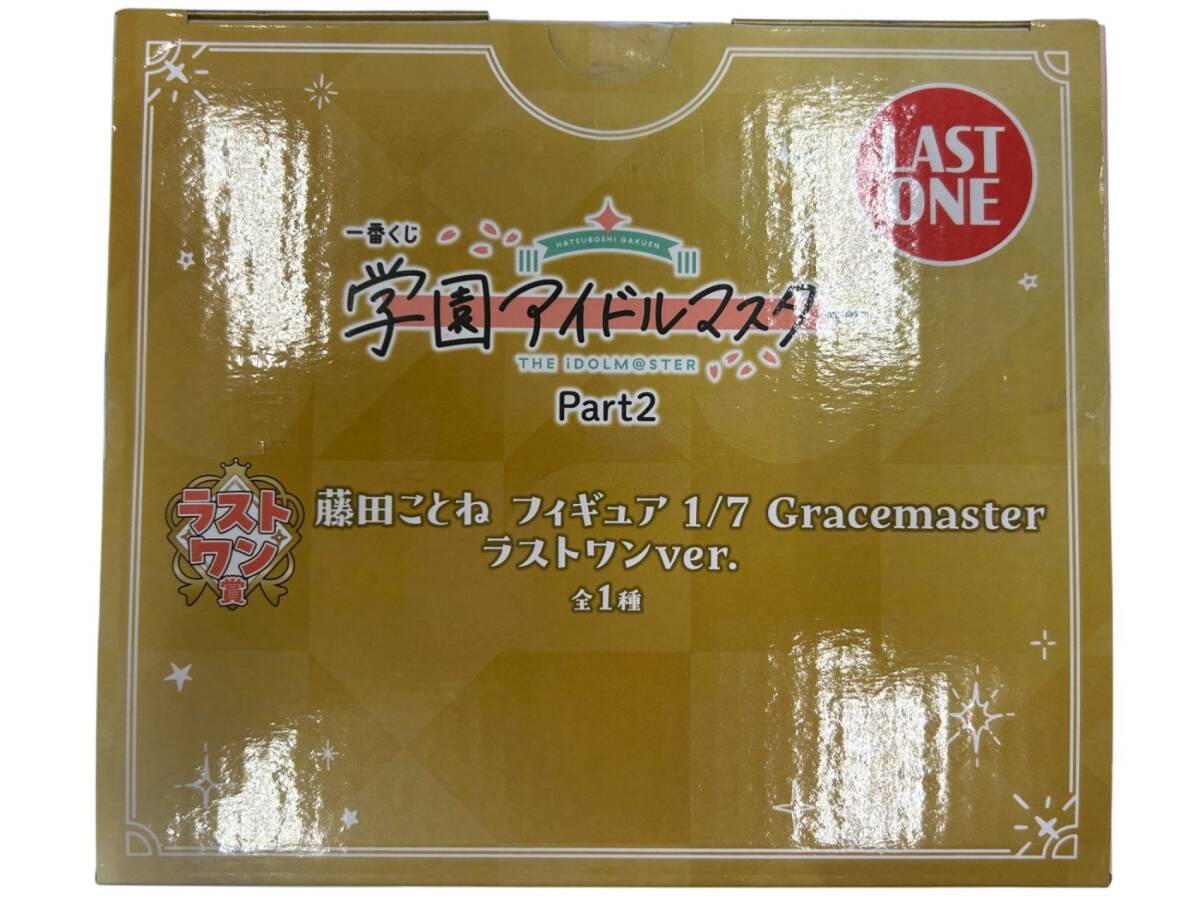 LAST
ONE
一番くじ
HATSUBOSHI GAKUEN
学園アイドルマスター
THE iDOLM@STER
Part2
ラスト
ワン
賞
藤田ことね フィギュア 1/7 Gracemaster
ラストワンver.
全1種